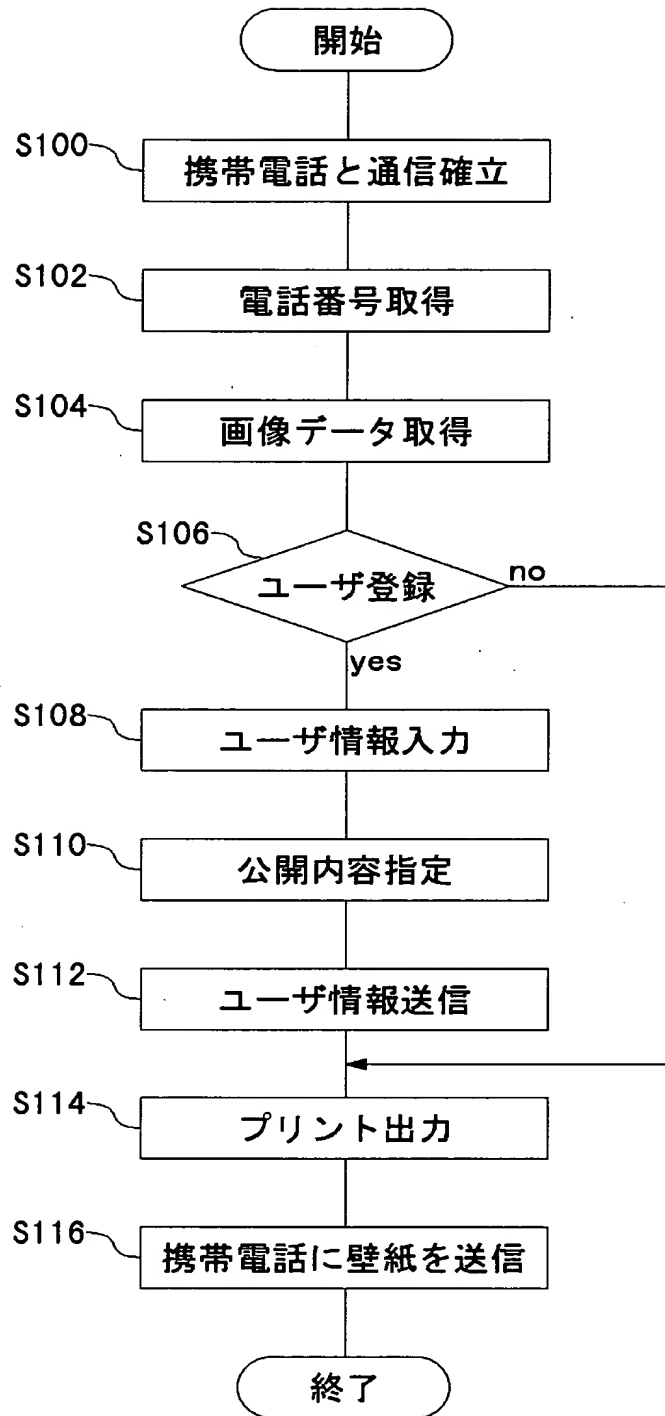 開始
S100
携帯電話と通信確立
S102
電話番号取得
S104
画像データ取得
S106
ユーザ登録
no
yes
S108
ユーザ情報入力
S110
公開内容指定
S112
ユーザ情報送信
S114
プリント出力
S116
携帯電話に壁紙を送信
終了